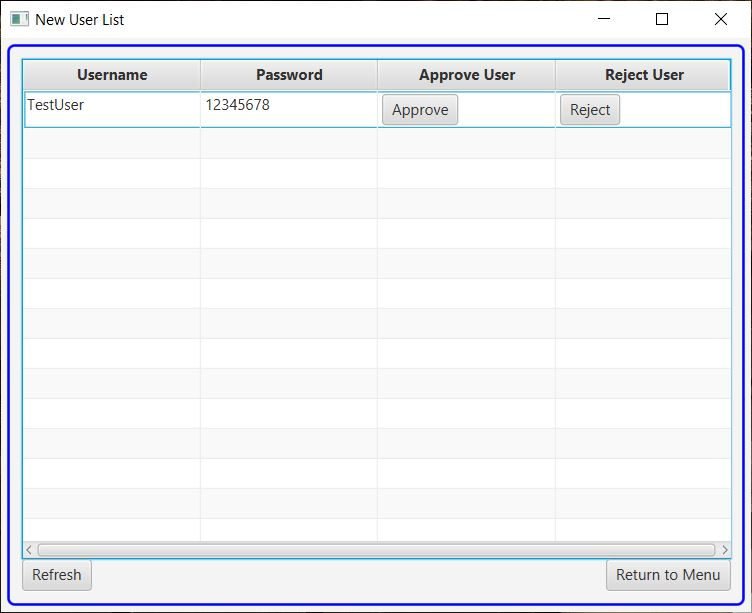 New User List
Username Password Approve User Reject User
TestUser 12345678 Approve Reject
Refresh Return to Menu